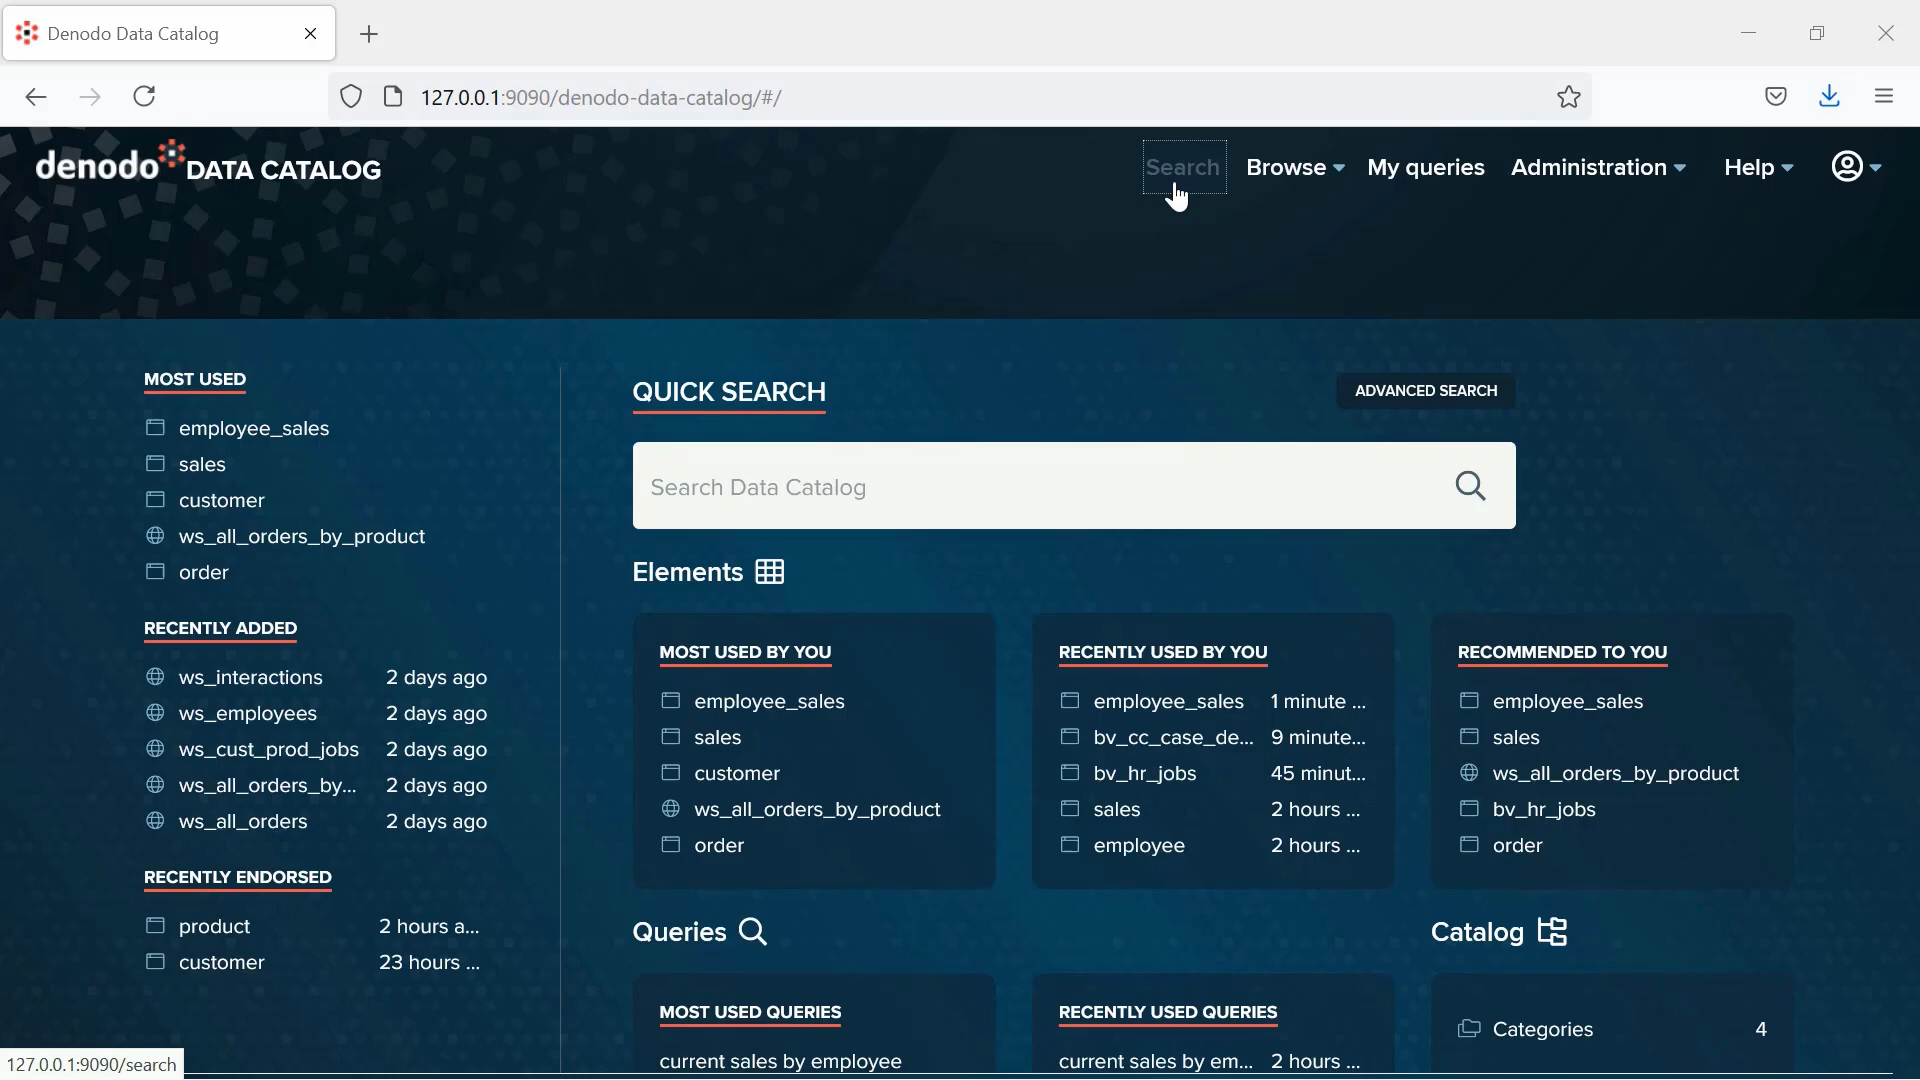 Denodo Data Catalog
127.0.0.1:9090/denodo-data-catalog/#/
denodo DATA CATALOG
Search Browse My queries Administration Help
MOST USED
employee_sales
sales
customer
ws_all_orders_by_product
order
RECENTLY ADDED
ws_interactions 2 days ago
ws_employees 2 days ago
ws_cust_prod_jobs 2 days ago
ws_all_orders_by... 2 days ago
ws_all_orders 2 days ago
RECENTLY ENDORSED
product 2 hours a...
customer 23 hours ...
QUICK SEARCH
ADVANCED SEARCH
Search Data Catalog
Elements
MOST USED BY YOU
employee_sales
sales
customer
ws_all_orders_by_product
order
RECENTLY USED BY YOU
employee_sales 1 minute ...
bv_cc_case_de... 9 minute...
bv_hr_jobs 45 minut...
sales 2 hours ...
employee 2 hours ...
RECOMMENDED TO YOU
employee_sales
sales
ws_all_orders_by_product
bv_hr_jobs
order
Queries
MOST USED QUERIES
current sales by employee
RECENTLY USED QUERIES
current sales by em... 2 hours ...
Catalog
Categories 4
127.0.0.1:9090/search